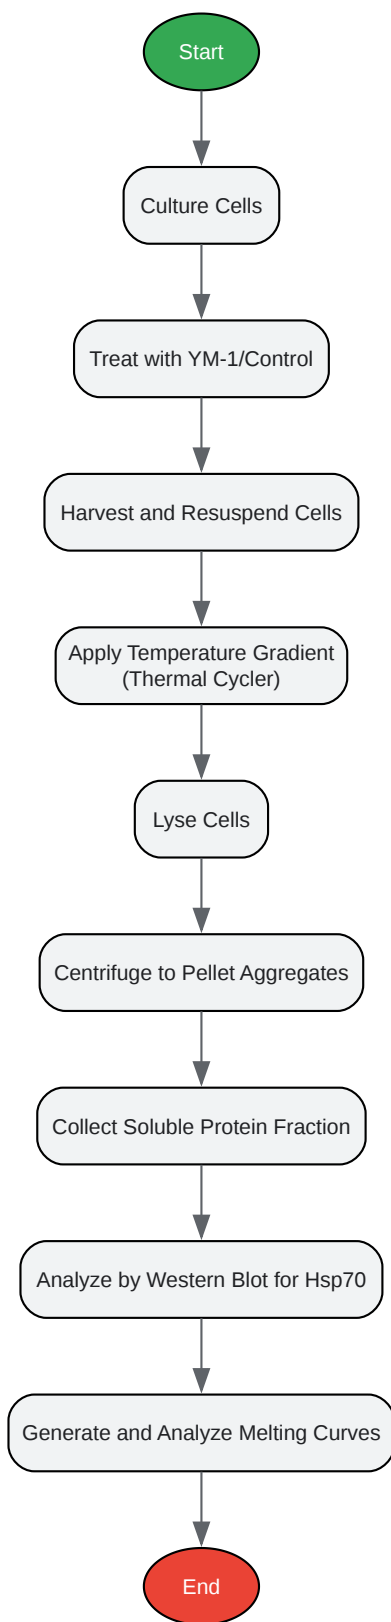 Start
Culture Cells
Treat with YM-1/Control
Harvest and Resuspend Cells
Apply Temperature Gradient
(Thermal Cycler)
Lyse Cells
Centrifuge to Pellet Aggregates
Collect Soluble Protein Fraction
Analyze by Western Blot for Hsp70
Generate and Analyze Melting Curves
End